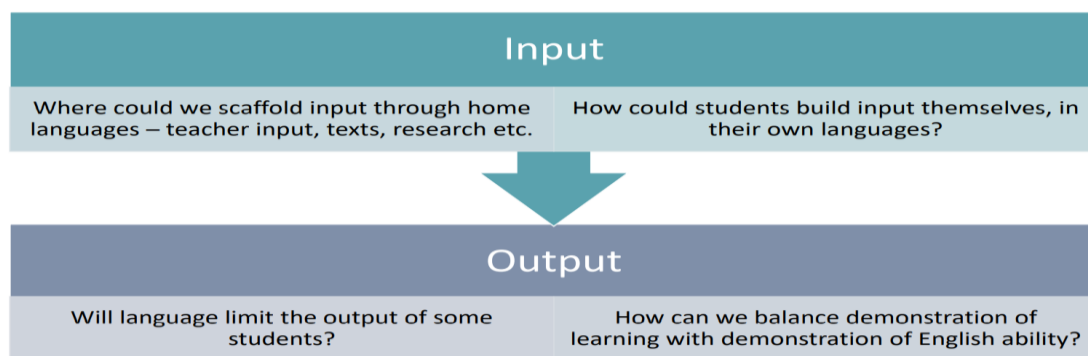 Input
Where could we scaffold input through home
languages – teacher input, texts, research etc.
How could students build input themselves, in
their own languages?
Output
Will language limit the output of some
students?
How can we balance demonstration of
learning with demonstration of English ability?